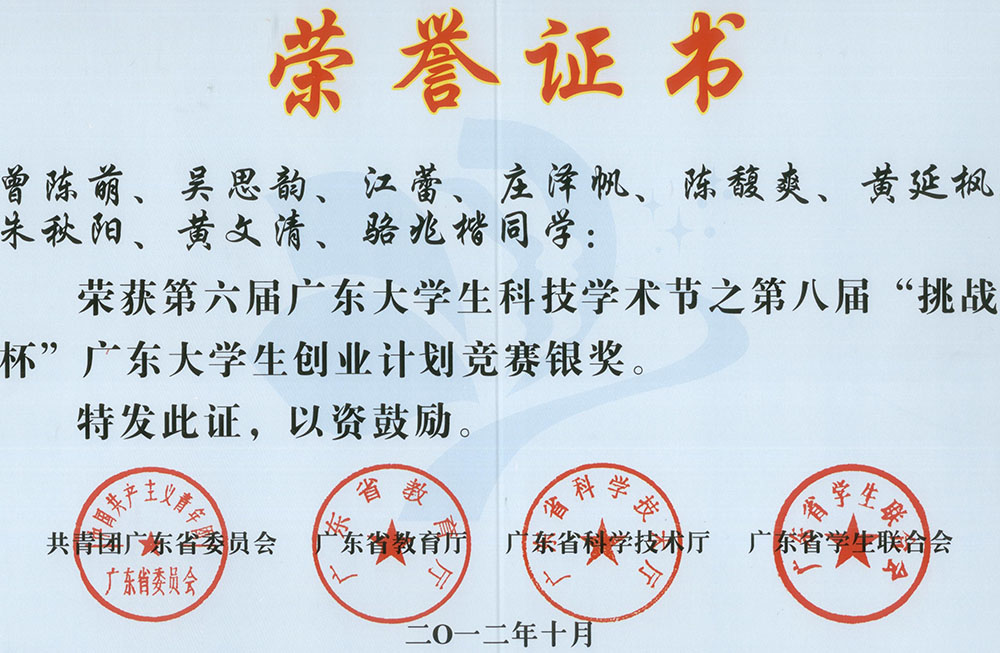 荣誉证书
曾陈萌、吴思韵、江蕾、庄泽帆、陈馥爽、黄延枫
朱秋阳、黄文清、骆兆楷同学：
荣获第六届广东大学生科技学术节之第八届“挑战
杯”广东大学生创业计划竞赛银奖。
特发此证，以资鼓励。
中国共产主义青年团
广东省委员会
广东省教育厅
广东省科学技术厅
广东省学生联合会
共青团广东省委员会 广东省教育厅 广东省科学技术厅 广东省学生联合会
二〇一二年十月